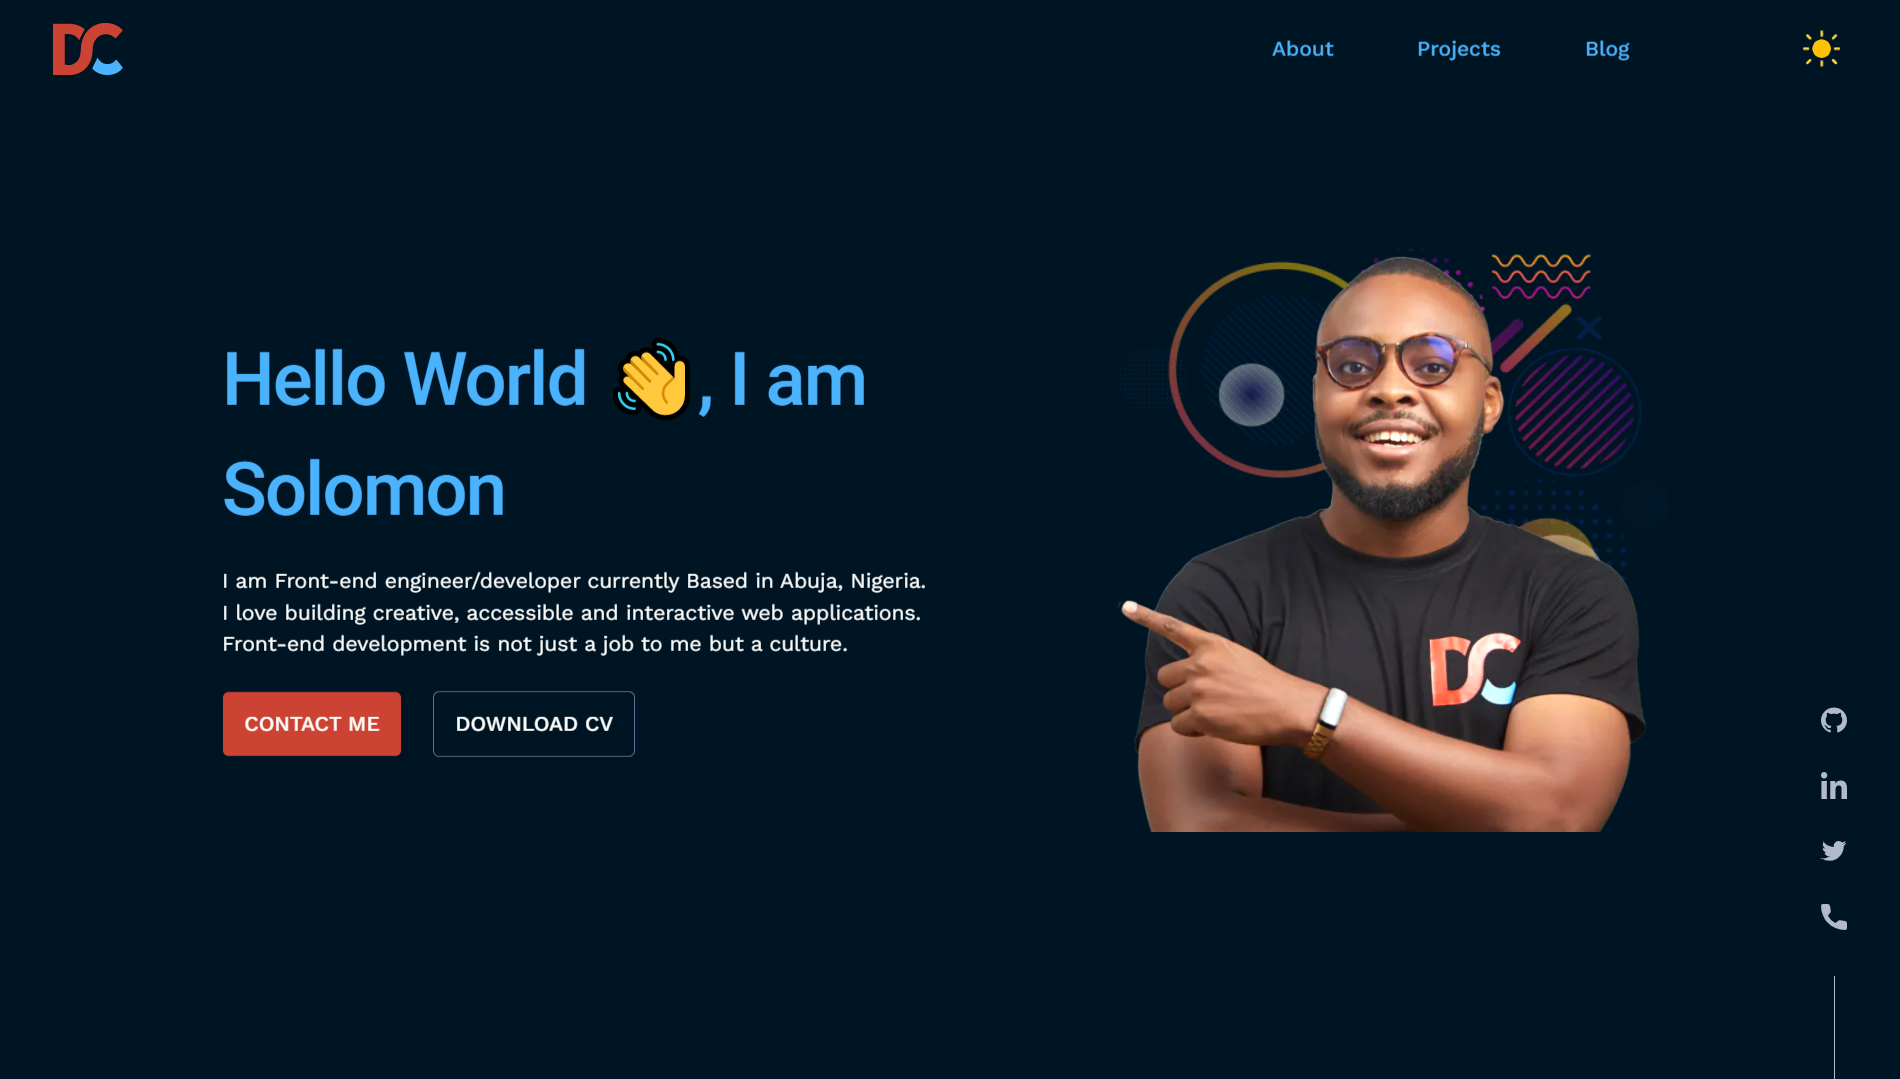 DC
About
Projects
Blog
Hello World 👋, I am
Solomon
I am Front-end engineer/developer currently Based in Abuja, Nigeria.
I love building creative, accessible and interactive web applications.
Front-end development is not just a job to me but a culture.
CONTACT ME
DOWNLOAD CV
DC
in